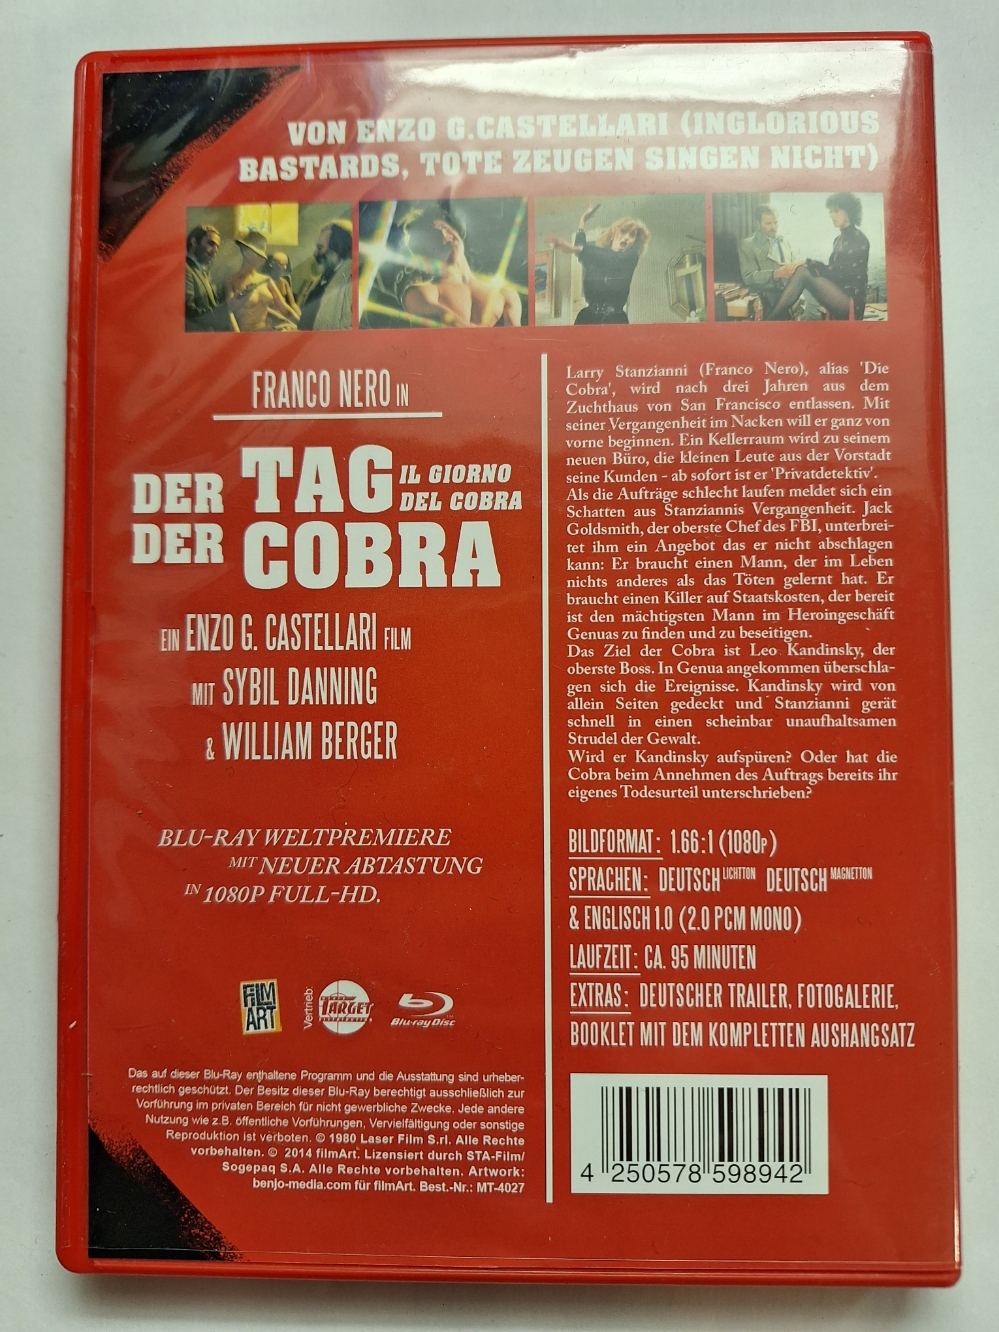 VON ENZO G.CASTELLARI (INGLORIOUS
BASTARDS, TOTE ZEUGEN SINGEN NICHT)
FRANCO NERO IN
DER TAG IL GIORNO
DEL COBRA
DER COBRA
EIN ENZO G. CASTELLARI FILM
MIT SYBIL DANNING
& WILLIAM BERGER
BLU-RAY WELTPREMIERE
MIT NEUER ABTASTUNG
IN 1080P FULL-HD.
FILM
ART
Vertrieb:
TARGET
Blu-ray Disc
Das auf dieser Blu-Ray enthaltene Programm und die Ausstattung sind urheber-
rechtlich geschützt. Der Besitz dieser Blu-Ray berechtigt ausschließlich zur
Vorführung im privaten Bereich für nicht gewerbliche Zwecke. Jede andere
Nutzung wie z.B. öffentliche Vorführungen, Vervielfältigung oder sonstige
Reproduktion ist verboten. © 1980 Laser Film S.r.l. Alle Rechte
vorbehalten. © 2014 filmArt. Lizensiert durch STA-Film/
Sogepaq S.A. Alle Rechte vorbehalten. Artwork:
benjo-media.com für filmArt. Best.-Nr.: MT-4027
Larry Stanzianni (Franco Nero), alias 'Die
Cobra', wird nach drei Jahren aus dem
Zuchthaus von San Francisco entlassen. Mit
seiner Vergangenheit im Nacken will er ganz von
vorne beginnen. Ein Kellerraum wird zu seinem
neuen Büro, die kleinen Leute aus der Vorstadt
seine Kunden - ab sofort ist er 'Privatdetektiv'.
Als die Aufträge schlecht laufen meldet sich ein
Schatten aus Stanziannis Vergangenheit. Jack
Goldsmith, der oberste Chef des FBI, unterbrei-
tet ihm ein Angebot das er nicht abschlagen
kann: Er braucht einen Mann, der im Leben
nichts anderes als das Töten gelernt hat. Er
braucht einen Killer auf Staatskosten, der bereit
ist den mächtigsten Mann im Heroingeschäft
Genuas zu finden und zu beseitigen.
Das Ziel der Cobra ist Leo Kandinsky, der
oberste Boss. In Genua angekommen überschla-
gen sich die Ereignisse. Kandinsky wird von
allein Seiten gedeckt und Stanzianni gerät
schnell in einen scheinbar unaufhaltsamen
Strudel der Gewalt.
Wird er Kandinsky aufspüren? Oder hat die
Cobra beim Annehmen des Auftrags bereits ihr
eigenes Todesurteil unterschrieben?
BILDFORMAT: 1.66:1 (1080p)
SPRACHEN: DEUTSCH LICHTTON DEUTSCH MAGNETTON
& ENGLISCH 1.0 (2.0 PCM MONO)
LAUFZEIT: CA. 95 MINUTEN
EXTRAS: DEUTSCHER TRAILER, FOTOGALERIE,
BOOKLET MIT DEM KOMPLETTEN AUSHANGSATZ
4 250578 598942